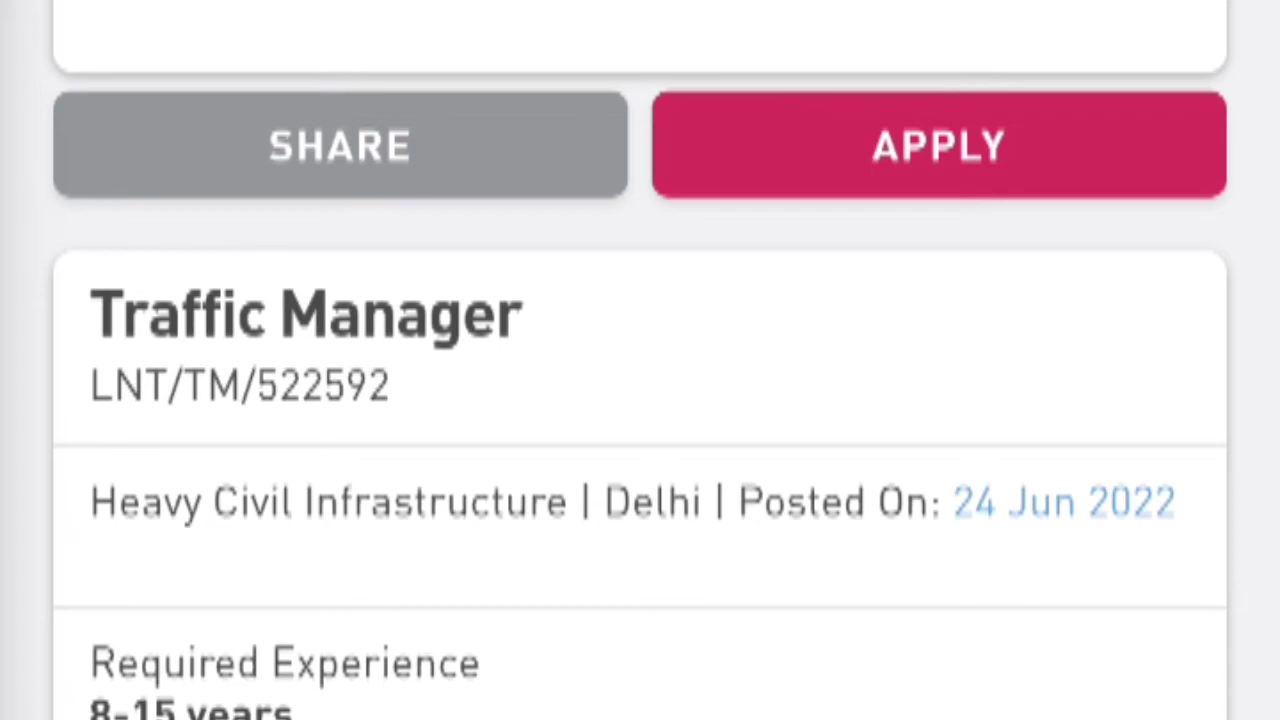 SHARE
APPLY
Traffic Manager
LNT/TM/522592
Heavy Civil Infrastructure | Delhi | Posted On: 24 Jun 2022
Required Experience
8-15 years